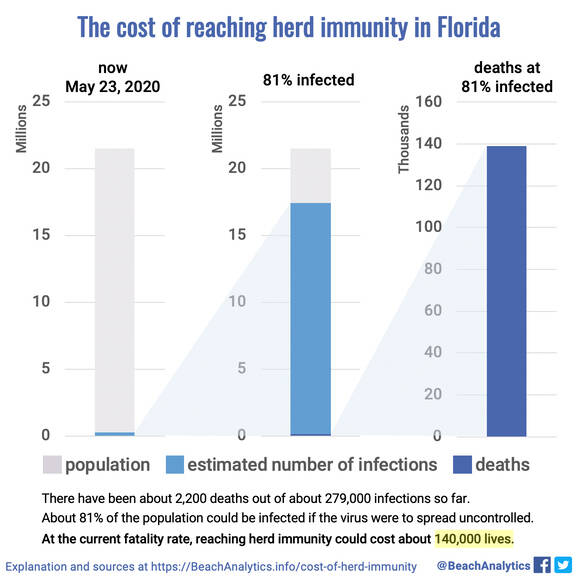 The cost of reaching herd immunity in Florida
now
May 23, 2020
81% infected
deaths at
81% infected
Millions
25
20
15
10
5
0
Millions
25
20
15
10
5
0
Thousands
160
140
120
100
80
60
40
20
0
population
estimated number of infections
deaths
There have been about 2,200 deaths out of about 279,000 infections so far.
About 81% of the population could be infected if the virus were to spread uncontrolled.
At the current fatality rate, reaching herd immunity could cost about 140,000 lives.
Explanation and sources at https://BeachAnalytics.info/cost-of-herd-immunity @BeachAnalytics